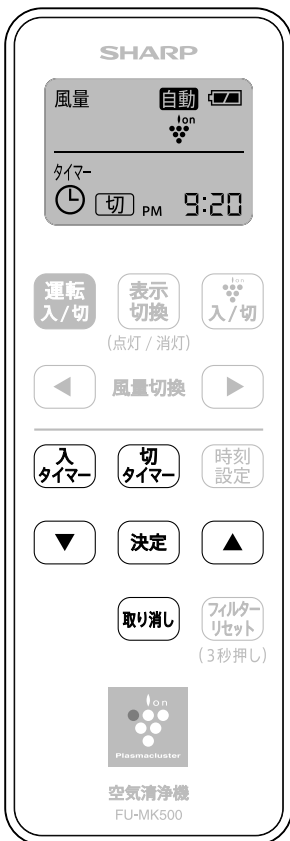 SHARP
風量 自動
Ion
タイマー
切 PM 9:20
運転 表示 Ion
入/切 切換 入/切
(点灯/消灯)
◀ 風量切換 ▶
入 切 時刻
タイマー タイマー 設定
▼ 決定 ▲
取り消し フィルター
リセット
(3秒押し)
Ion
Plasmacluster
空気清浄機
FU-MK500